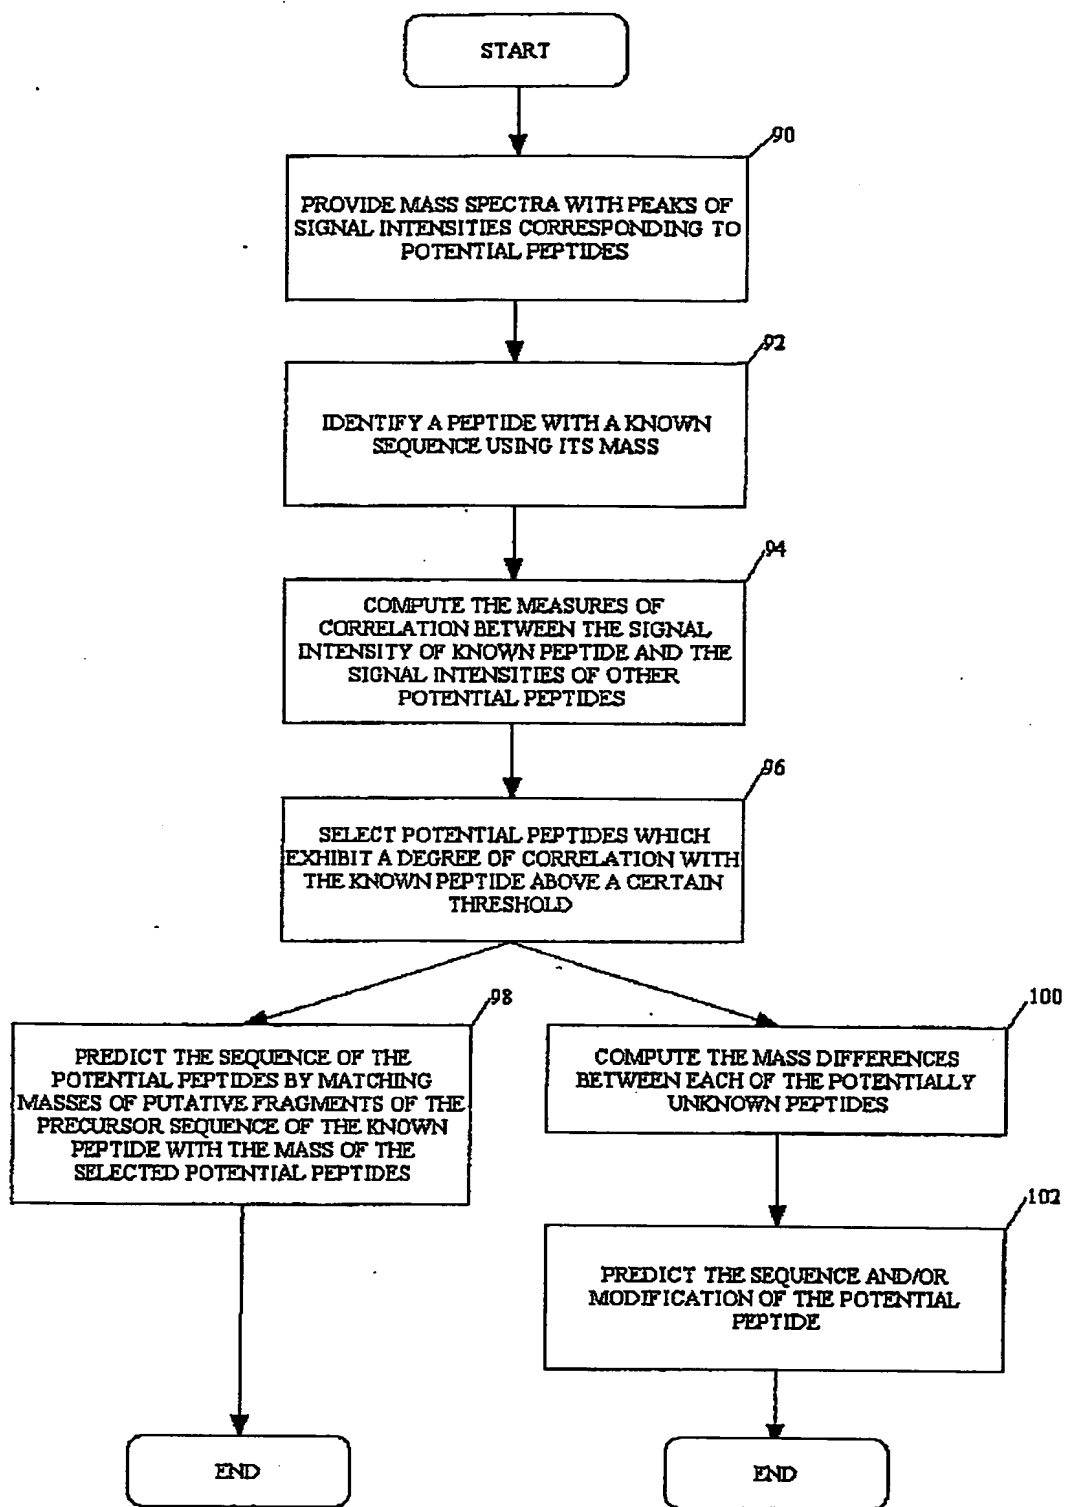 START
90
PROVIDE MASS SPECTRA WITH PEAKS OF
SIGNAL INTENSITIES CORRESPONDING TO
POTENTIAL PEPTIDES
92
IDENTIFY A PEPTIDE WITH A KNOWN
SEQUENCE USING ITS MASS
94
COMPUTE THE MEASURES OF
CORRELATION BETWEEN THE SIGNAL
INTENSITY OF KNOWN PEPTIDE AND THE
SIGNAL INTENSITIES OF OTHER
POTENTIAL PEPTIDES
96
SELECT POTENTIAL PEPTIDES WHICH
EXHIBIT A DEGREE OF CORRELATION WITH
THE KNOWN PEPTIDE ABOVE A CERTAIN
THRESHOLD
98
PREDICT THE SEQUENCE OF THE
POTENTIAL PEPTIDES BY MATCHING
MASSES OF PUTATIVE FRAGMENTS OF THE
PRECURSOR SEQUENCE OF THE KNOWN
PEPTIDE WITH THE MASS OF THE
SELECTED POTENTIAL PEPTIDES
END
100
COMPUTE THE MASS DIFFERENCES
BETWEEN EACH OF THE POTENTIALLY
UNKNOWN PEPTIDES
102
PREDICT THE SEQUENCE AND/OR
MODIFICATION OF THE POTENTIAL
PEPTIDE
END